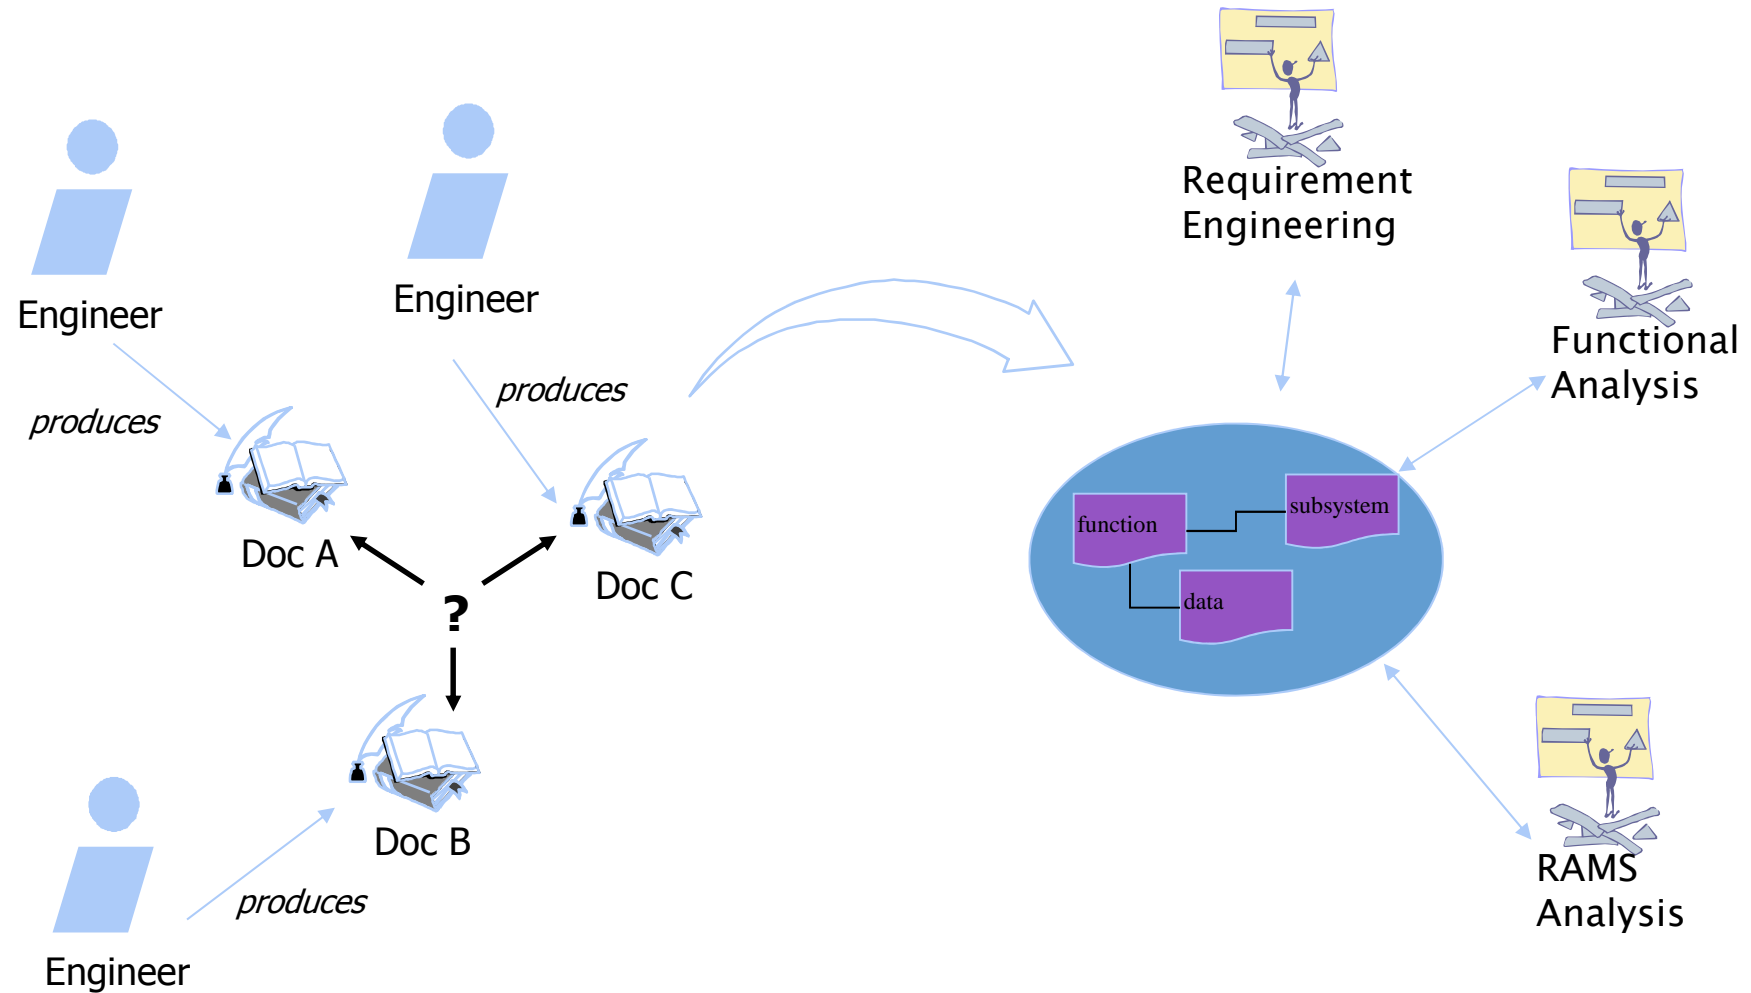 Engineer
produces
Doc A
Engineer
produces
Doc C
?
Doc B
produces
Engineer
Requirement
Engineering
Functional
Analysis
function
subsystem
data
RAMS
Analysis